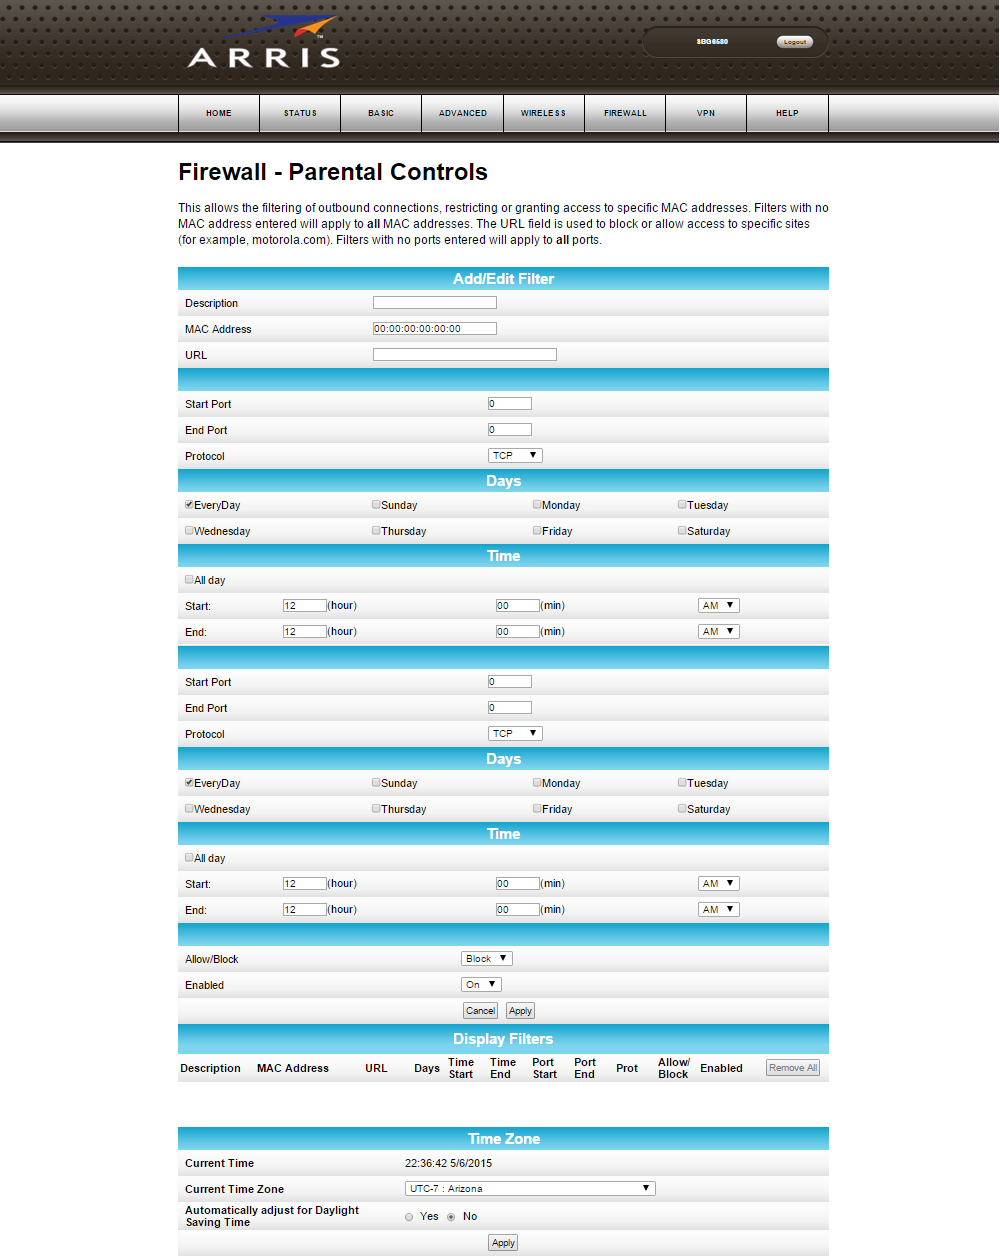 ARRIS
TM
SBG6580
Logout
HOME STATUS BASIC ADVANCED WIRELESS FIREWALL VPN HELP
Firewall - Parental Controls
This allows the filtering of outbound connections, restricting or granting access to specific MAC addresses. Filters with no
MAC address entered will apply to all MAC addresses. The URL field is used to block or allow access to specific sites
(for example, motorola.com). Filters with no ports entered will apply to all ports.
Add/Edit Filter
Description
MAC Address 00:00:00:00:00:00
URL
Start Port 0
End Port 0
Protocol TCP
Days
EveryDay Sunday Monday Tuesday
Wednesday Thursday Friday Saturday
Time
All day
Start: 12 (hour) 00 (min) AM
End: 12 (hour) 00 (min) AM
Start Port 0
End Port 0
Protocol TCP
Days
EveryDay Sunday Monday Tuesday
Wednesday Thursday Friday Saturday
Time
All day
Start: 12 (hour) 00 (min) AM
End: 12 (hour) 00 (min) AM
Allow/Block Block
Enabled On
Cancel Apply
Display Filters
Description MAC Address URL Days Time Start Time End Port Start Port End Prot Allow/ Block Enabled Remove All
Time Zone
Current Time 22:36:42 5/6/2015
Current Time Zone UTC-7 : Arizona
Automatically adjust for Daylight
Saving Time Yes No
Apply